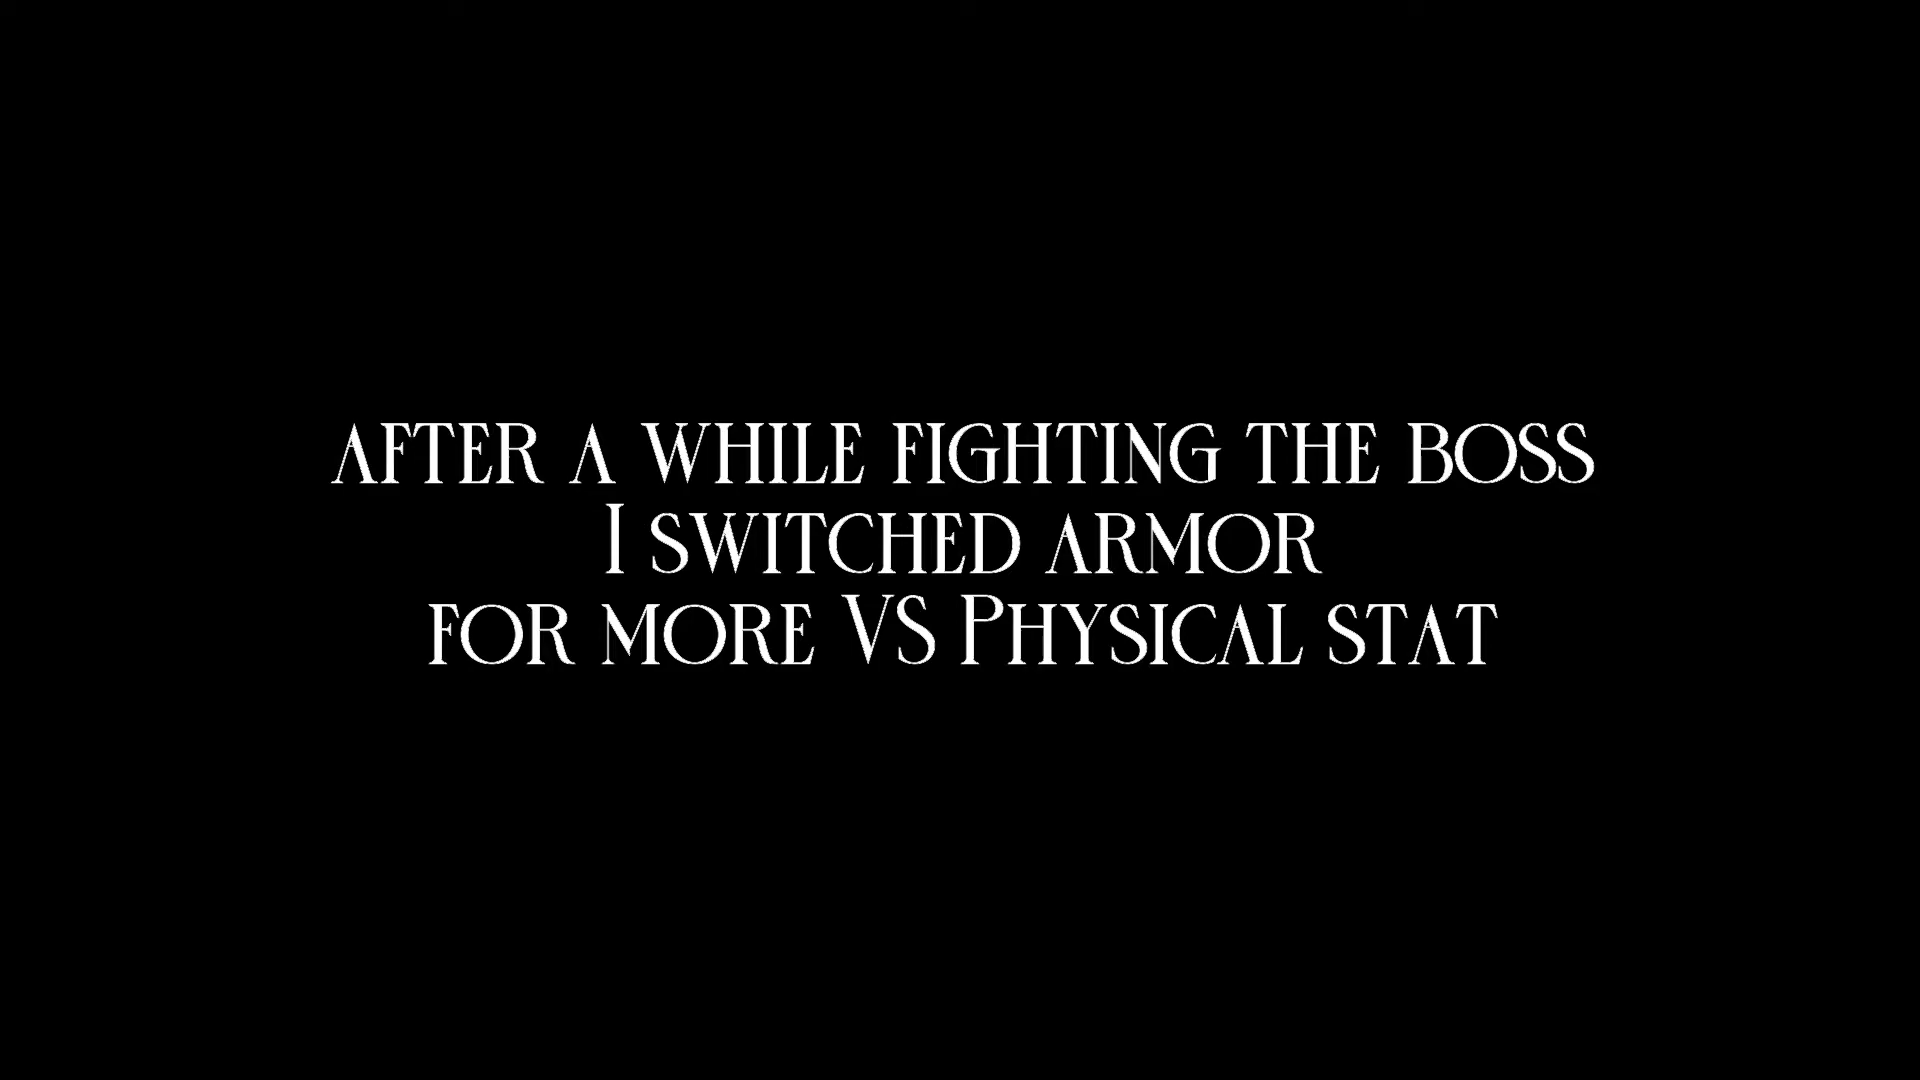 after a while fighting the boss
I switched armor
for more VS Physical stat